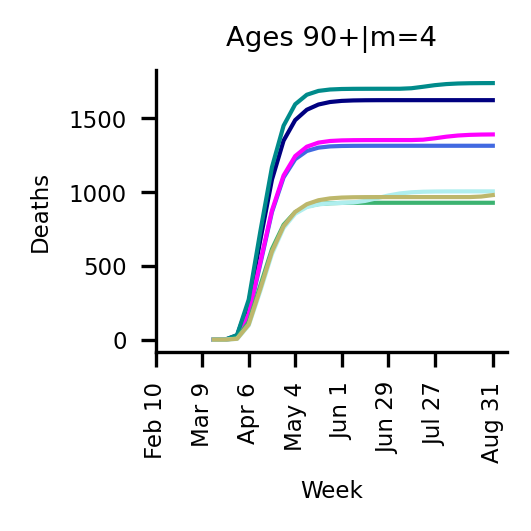 Ages 90+|m=4
Deaths
1500
1000
500
0
Feb 10
Mar 9
Apr 6
May 4
Jun 1
Jun 29
Jul 27
Aug 31
Week